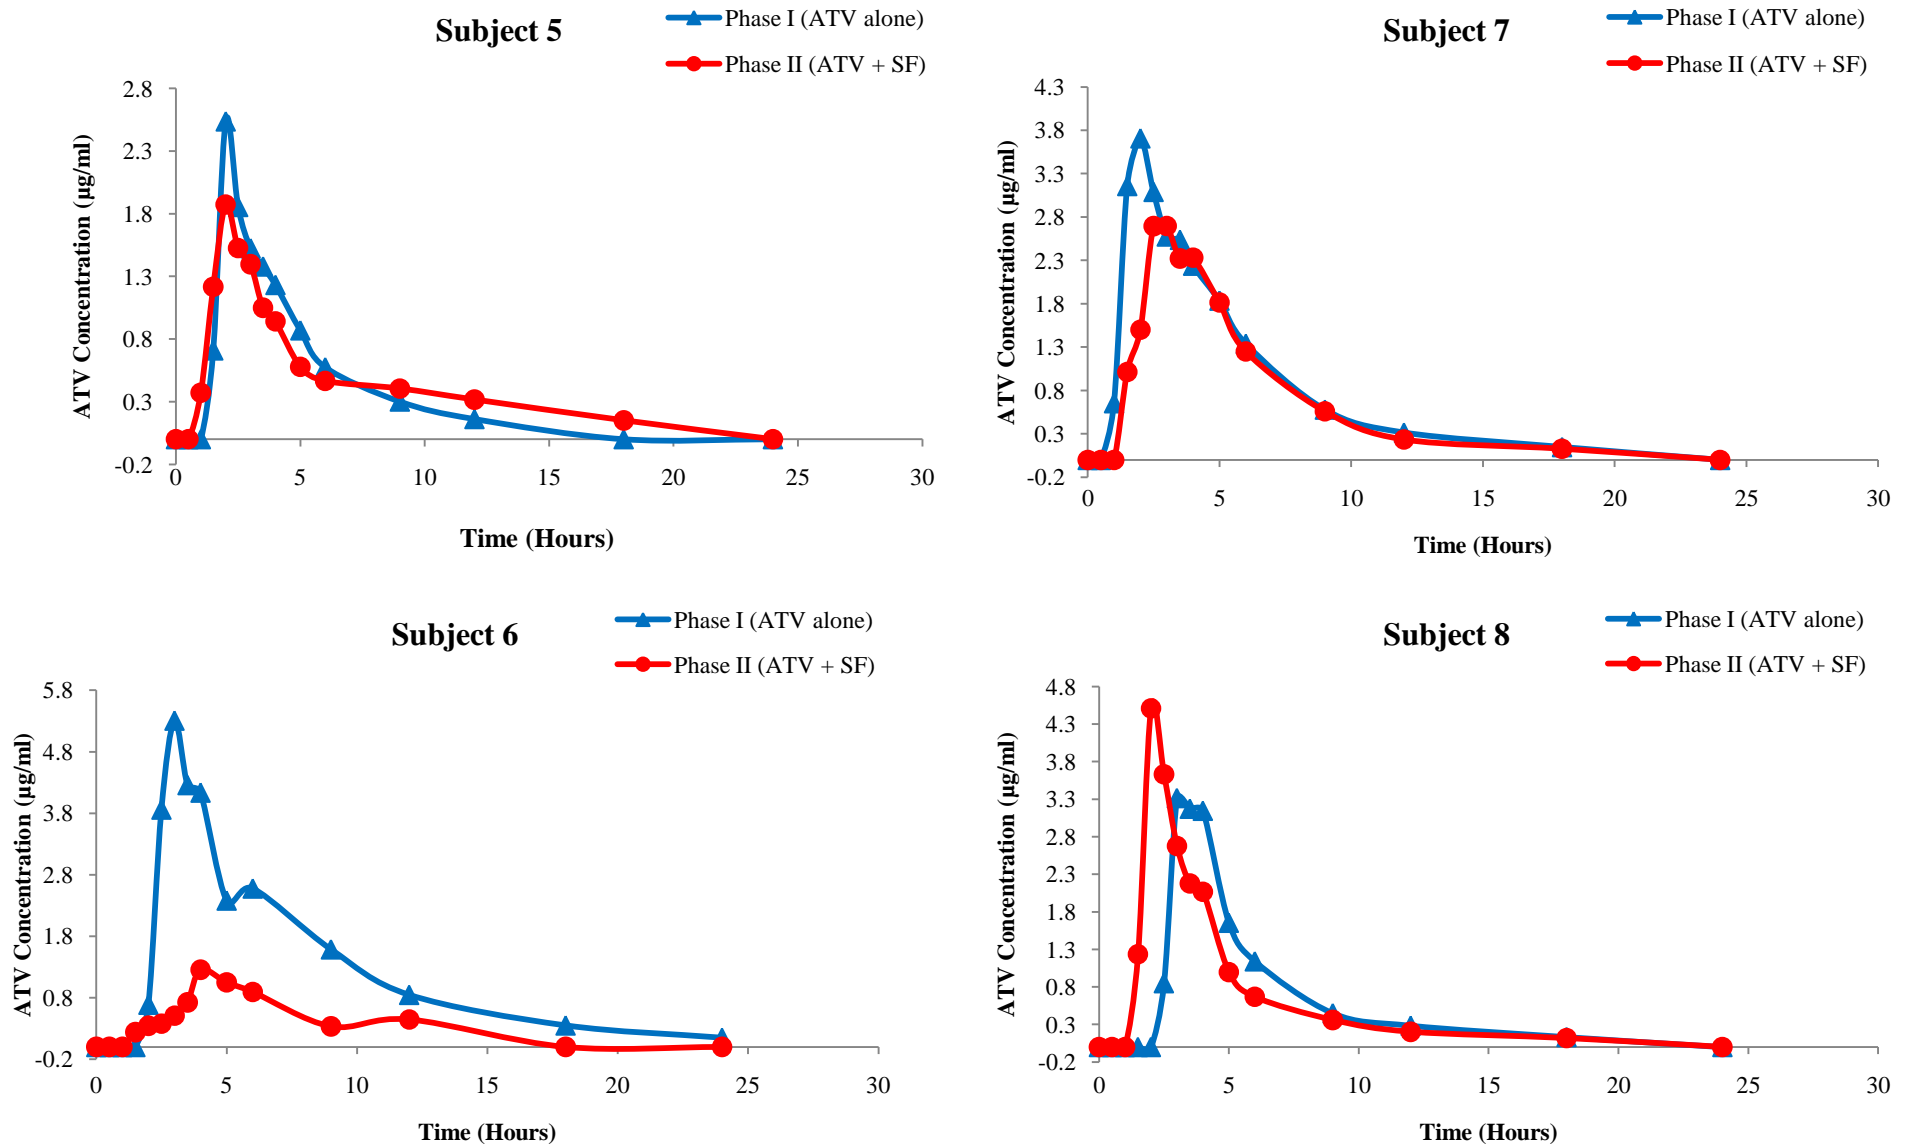 Subject 5
Phase I (ATV alone)
Phase II (ATV + SF)
ATV Concentration (µg/ml)
2.8
2.3
1.8
1.3
0.8
0.3
-0.2
0 5 10 15 20 25 30
Time (Hours)
Subject 7
Phase I (ATV alone)
Phase II (ATV + SF)
ATV Concentration (µg/ml)
4.3
3.8
3.3
2.8
2.3
1.8
1.3
0.8
0.3
-0.2
0 5 10 15 20 25 30
Time (Hours)
Subject 6
Phase I (ATV alone)
Phase II (ATV + SF)
ATV Concentration (µg/ml)
5.8
4.8
3.8
2.8
1.8
0.8
-0.2
0 5 10 15 20 25 30
Time (Hours)
Subject 8
Phase I (ATV alone)
Phase II (ATV + SF)
ATV Concentration (µg/ml)
4.8
4.3
3.8
3.3
2.8
2.3
1.8
1.3
0.8
0.3
-0.2
0 5 10 15 20 25 30
Time (Hours)